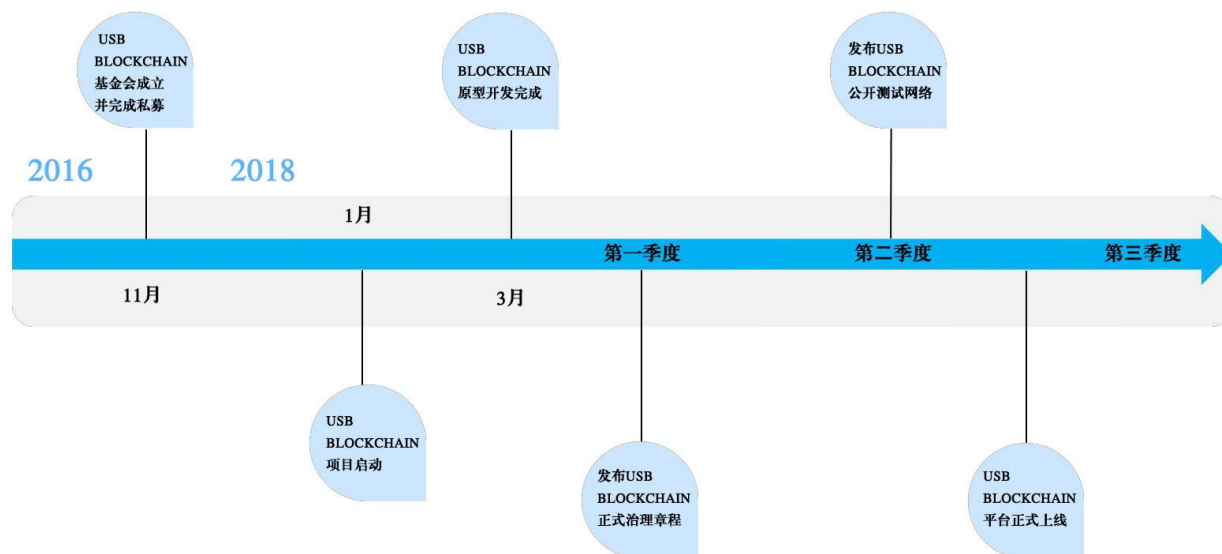 USB
BLOCKCHAIN
基金会成立
并完成私募
USB
BLOCKCHAIN
原型开发完成
发布USB
BLOCKCHAIN
公开测试网络
2016
2018
1月
第一季度
第二季度
第三季度
11月
3月
USB
BLOCKCHAIN
项目启动
发布USB
BLOCKCHAIN
正式治理章程
USB
BLOCKCHAIN
平台正式上线